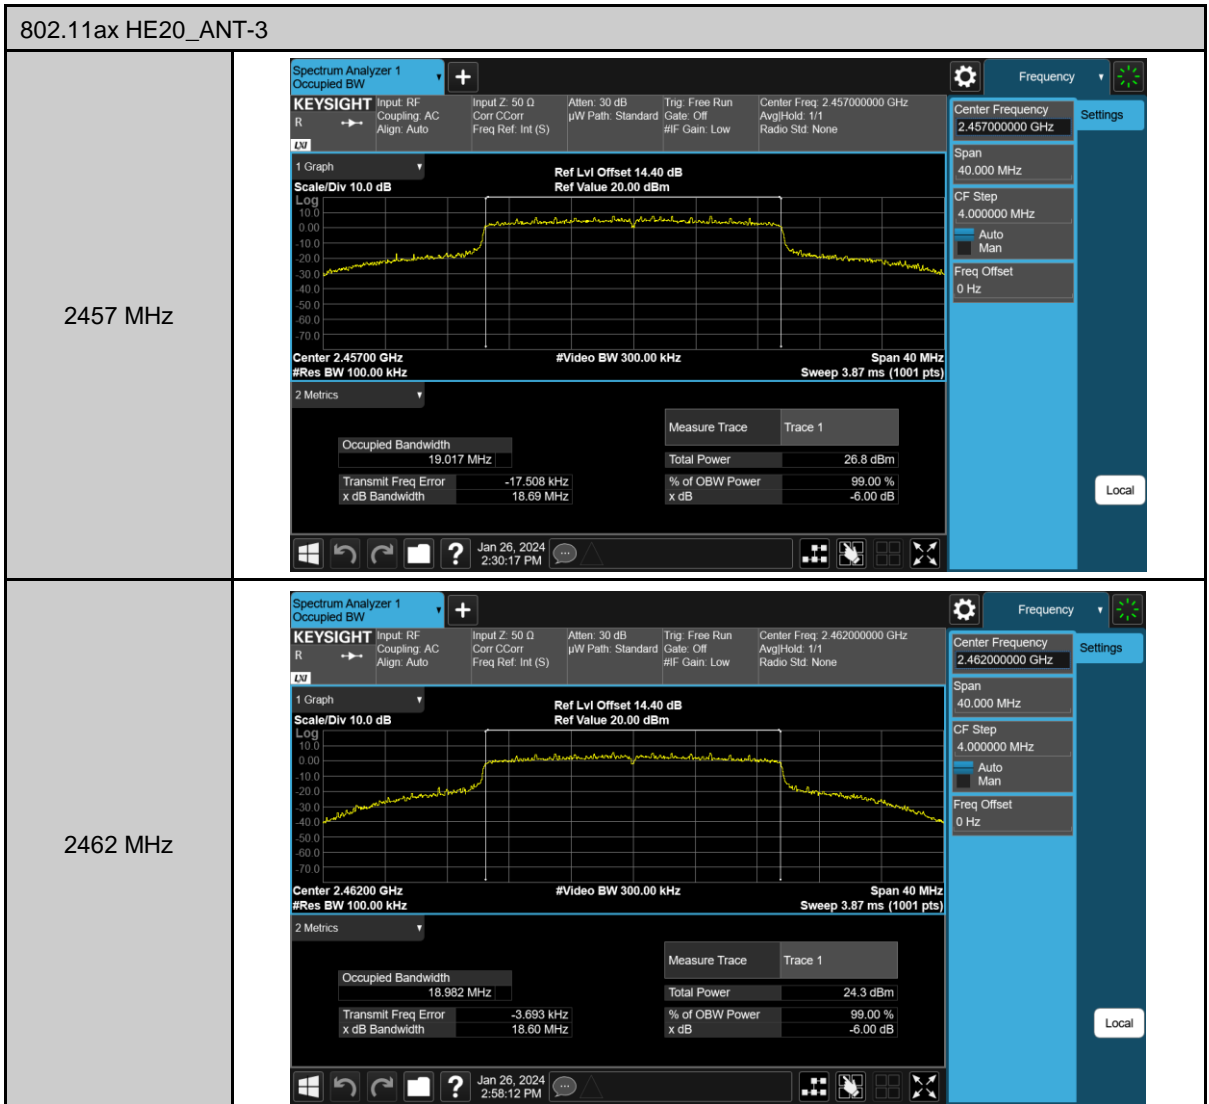 802.11ax HE20_ANT-3
2457 MHz
Spectrum Analyzer 1
Occupied BW
Frequency
KEYSIGHT
R
LXI
Input: RF
Coupling: AC
Align: Auto
Input Z: 50 Ω
Corr CCorr
Freq Ref: Int (S)
Atten: 30 dB
µW Path: Standard
Trig: Free Run
Gate: Off
#IF Gain: Low
Center Freq: 2.457000000 GHz
Avg|Hold: 1/1
Radio Std: None
Center Frequency
2.457000000 GHz
Settings
Span
40.000 MHz
CF Step
4.000000 MHz
Auto
Man
Freq Offset
0 Hz
Local
1 Graph
Scale/Div 10.0 dB
Ref Lvl Offset 14.40 dB
Ref Value 20.00 dBm
Log
10.0
0.00
-10.0
-20.0
-30.0
-40.0
-50.0
-60.0
-70.0
Center 2.45700 GHz
#Video BW 300.00 kHz
Span 40 MHz
#Res BW 100.00 kHz
Sweep 3.87 ms (1001 pts)
2 Metrics
Measure Trace Trace 1
Occupied Bandwidth
19.017 MHz
Total Power 26.8 dBm
Transmit Freq Error -17.508 kHz
% of OBW Power 99.00 %
x dB Bandwidth 18.69 MHz
x dB -6.00 dB
?
Jan 26, 2024
2:30:17 PM
2462 MHz
Spectrum Analyzer 1
Occupied BW
Frequency
KEYSIGHT
R
LXI
Input: RF
Coupling: AC
Align: Auto
Input Z: 50 Ω
Corr CCorr
Freq Ref: Int (S)
Atten: 30 dB
µW Path: Standard
Trig: Free Run
Gate: Off
#IF Gain: Low
Center Freq: 2.462000000 GHz
Avg|Hold: 1/1
Radio Std: None
Center Frequency
2.462000000 GHz
Settings
Span
40.000 MHz
CF Step
4.000000 MHz
Auto
Man
Freq Offset
0 Hz
Local
1 Graph
Scale/Div 10.0 dB
Ref Lvl Offset 14.40 dB
Ref Value 20.00 dBm
Log
10.0
0.00
-10.0
-20.0
-30.0
-40.0
-50.0
-60.0
-70.0
Center 2.46200 GHz
#Video BW 300.00 kHz
Span 40 MHz
#Res BW 100.00 kHz
Sweep 3.87 ms (1001 pts)
2 Metrics
Measure Trace Trace 1
Occupied Bandwidth
18.982 MHz
Total Power 24.3 dBm
Transmit Freq Error -3.693 kHz
% of OBW Power 99.00 %
x dB Bandwidth 18.60 MHz
x dB -6.00 dB
?
Jan 26, 2024
2:58:12 PM